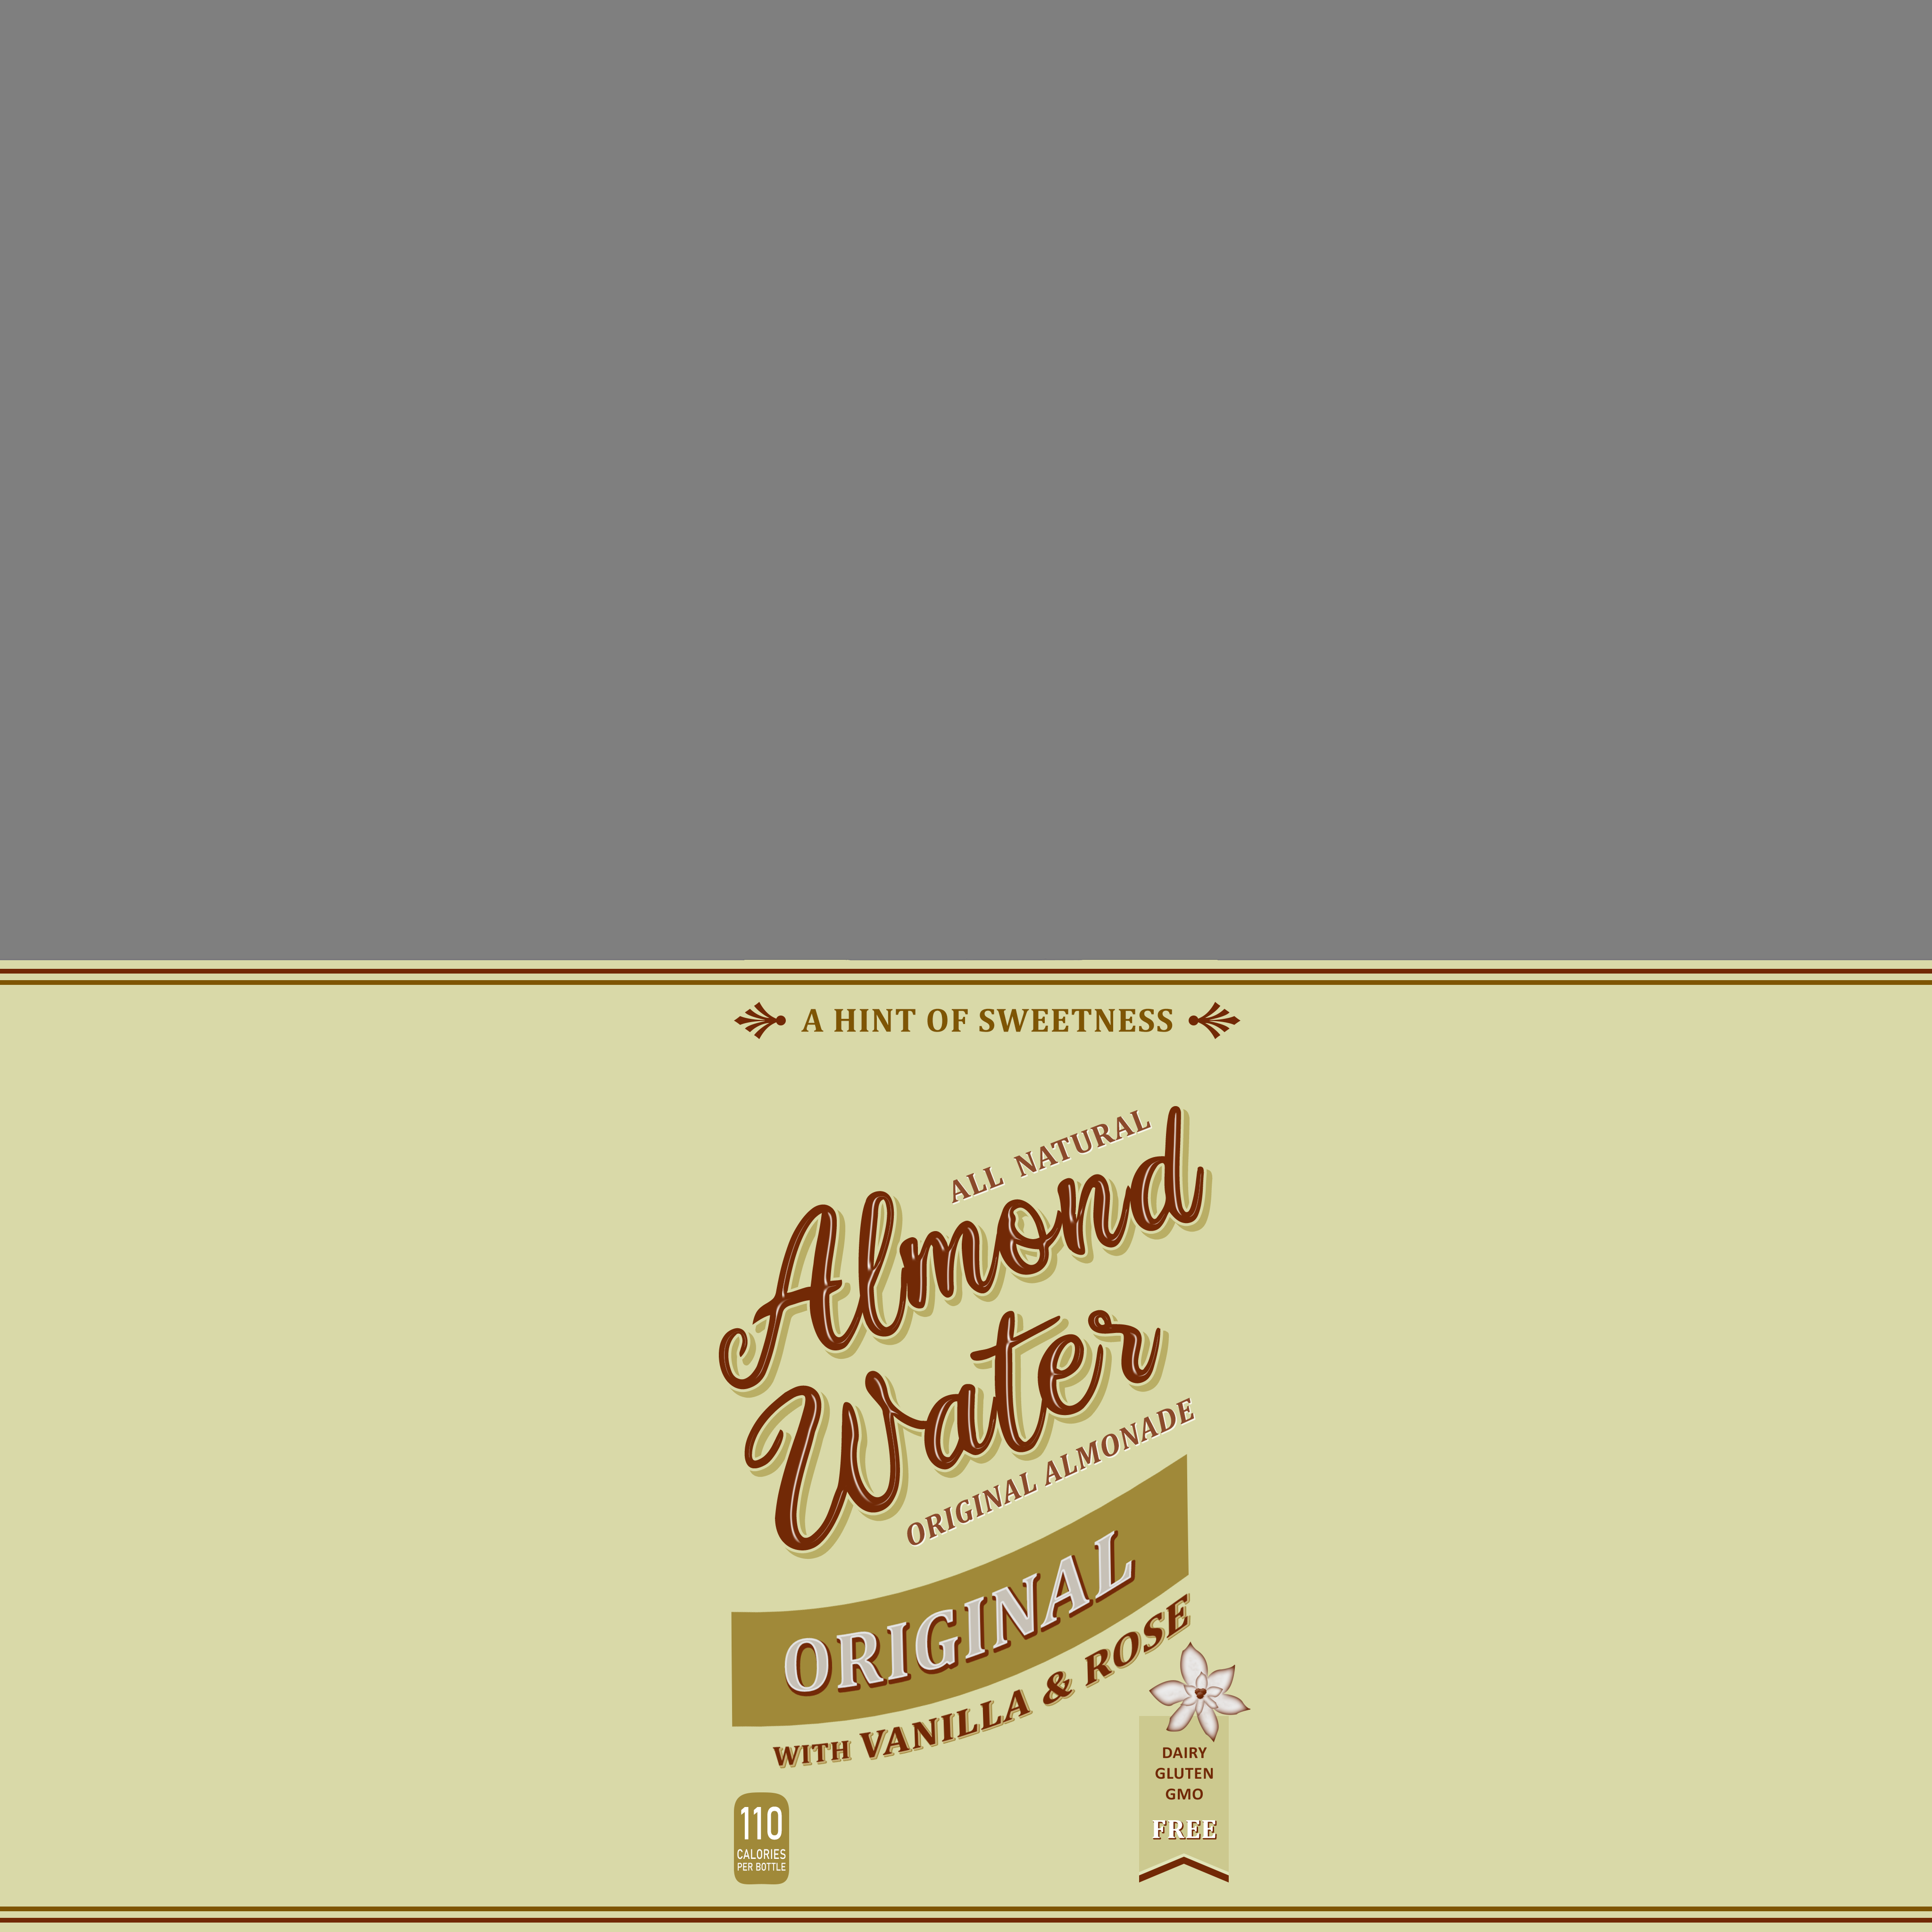 A HINT OF SWEETNESS
ALL NATURAL
Almond
Water
ORIGINAL ALMONADE
ORIGINAL
WITH VANILLA & ROSE
DAIRY
GLUTEN
GMO
FREE
110
CALORIES
PER BOTTLE